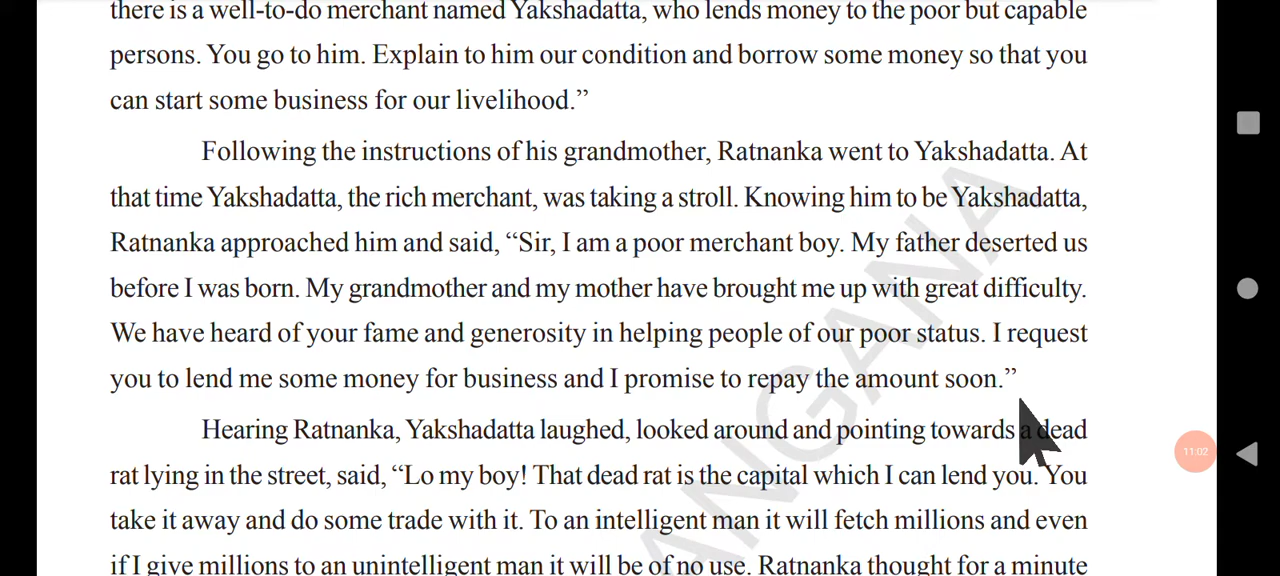 there is a well-to-do merchant named Yakshadatta, who lends money to the poor but capable
persons. You go to him. Explain to him our condition and borrow some money so that you
can start some business for our livelihood.”
Following the instructions of his grandmother, Ratnanka went to Yakshadatta. At
that time Yakshadatta, the rich merchant, was taking a stroll. Knowing him to be Yakshadatta,
Ratnanka approached him and said, “Sir, I am a poor merchant boy. My father deserted us
before I was born. My grandmother and my mother have brought me up with great difficulty.
We have heard of your fame and generosity in helping people of our poor status. I request
you to lend me some money for business and I promise to repay the amount soon.”
Hearing Ratnanka, Yakshadatta laughed, looked around and pointing towards a dead
rat lying in the street, said, “Lo my boy! That dead rat is the capital which I can lend you. You
take it away and do some trade with it. To an intelligent man it will fetch millions and even
if I give millions to an unintelligent man it will be of no use. Ratnanka thought for a minute
ANGANA
11:02